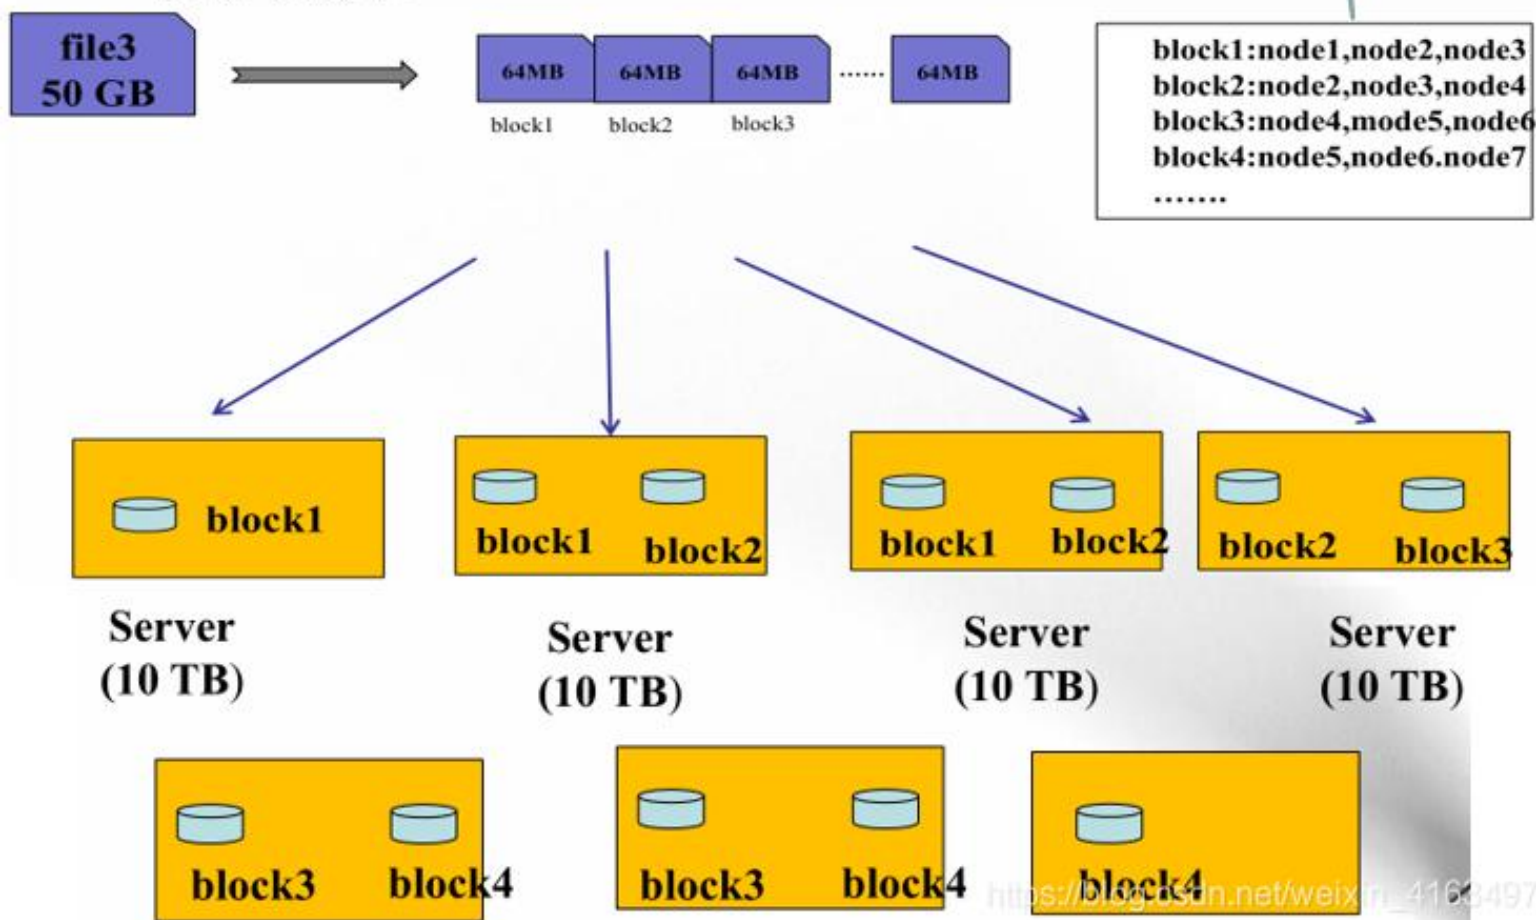 file3
50 GB
64MB 64MB 64MB ...... 64MB
block1 block2 block3
block1:node1,node2,node3
block2:node2,node3,node4
block3:node4,mode5,node6
block4:node5,node6.node7
.......
block1
block1 block2
block1 block2
block2 block3
Server
(10 TB)
Server
(10 TB)
Server
(10 TB)
Server
(10 TB)
block3 block4
block3 block4
block4